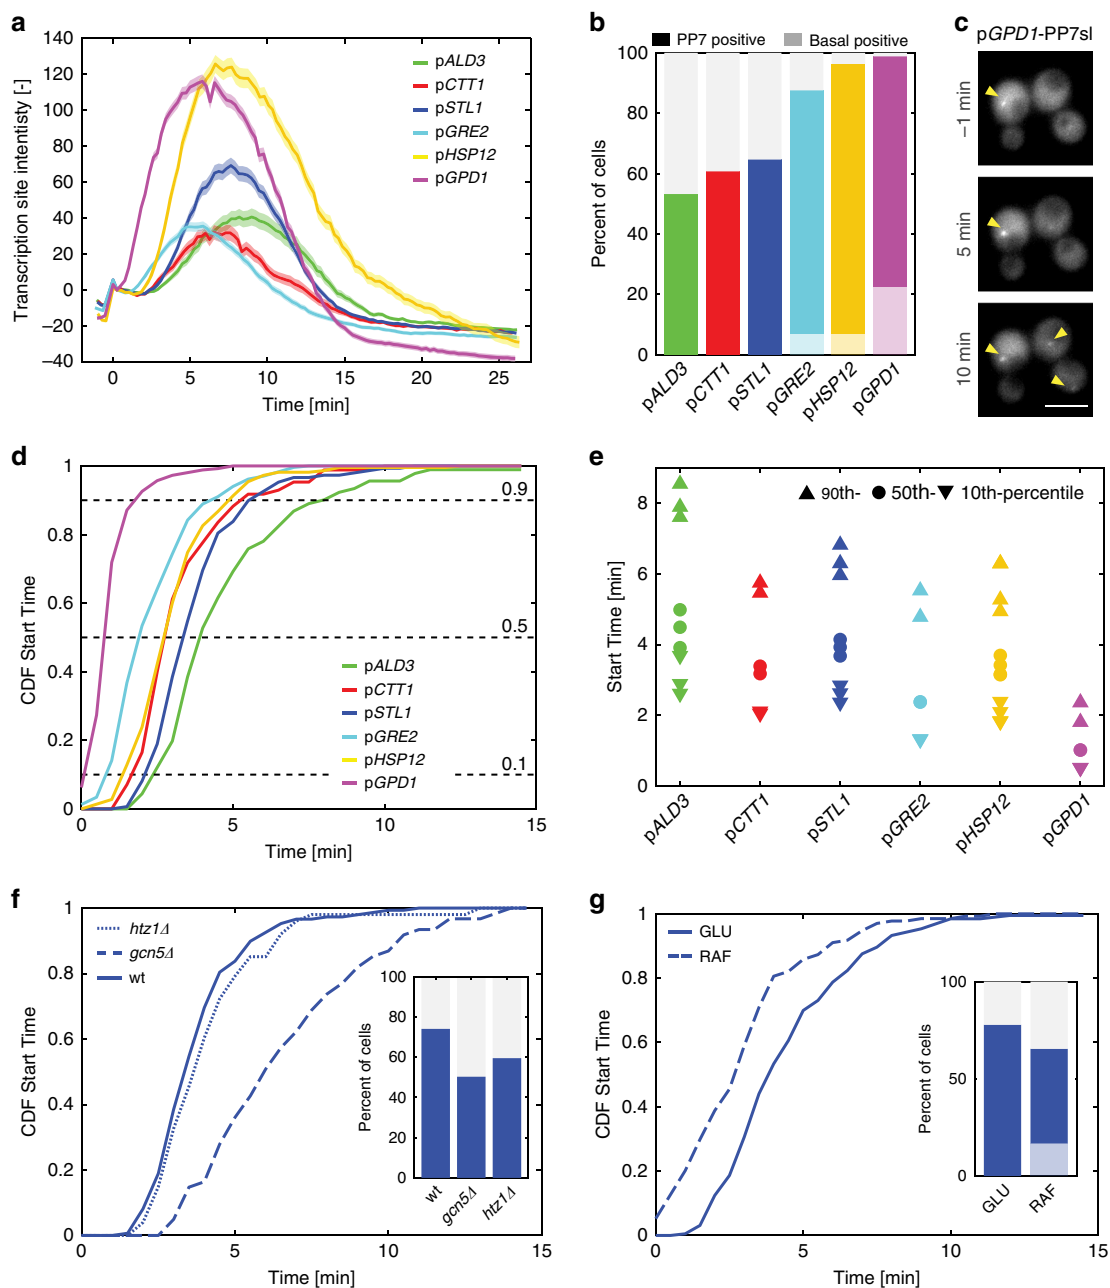 a
Transcription site intentisty [-]
140
120
100
80
60
40
20
0
−20
−40
0
5
10
15
20
25
Time [min]
pALD3
pCTT1
pSTL1
pGRE2
pHSP12
pGPD1
b
PP7 positive
Basal positive
Percent of cells
100
80
60
40
20
0
pALD3
pCTT1
pSTL1
pGRE2
pHSP12
pGPD1
c
pGPD1-PP7sl
−1 min
5 min
10 min
d
CDF Start Time
1
0.8
0.6
0.4
0.2
0
0.9
0.5
0.1
pALD3
pCTT1
pSTL1
pGRE2
pHSP12
pGPD1
0
5
10
15
Time [min]
e
90th-
50th-
10th-percentile
Start Time [min]
8
6
4
2
0
pALD3
pCTT1
pSTL1
pGRE2
pHSP12
pGPD1
f
htz1Δ
gcn5Δ
wt
CDF Start Time
1
0.8
0.6
0.4
0.2
0
0
5
10
15
Time [min]
Percent of cells
100
80
60
40
20
0
wt
gcn5Δ
htz1Δ
g
GLU
RAF
CDF Start Time
1
0.8
0.6
0.4
0.2
0
0
5
10
15
Time [min]
Percent of cells
100
50
0
GLU
RAF